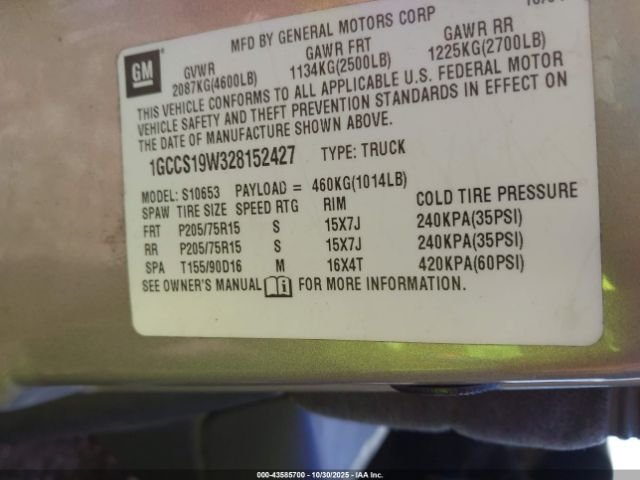 MFD BY GENERAL MOTORS CORP
GM
GVWR GAWR FRT GAWR RR
2087KG(4600LB) 1134KG(2500LB) 1225KG(2700LB)
THIS VEHICLE CONFORMS TO ALL APPLICABLE U.S. FEDERAL MOTOR
VEHICLE SAFETY AND THEFT PREVENTION STANDARDS IN EFFECT ON
THE DATE OF MANUFACTURE SHOWN ABOVE.
1GCCS19W328152427 TYPE: TRUCK
MODEL: S10653 PAYLOAD = 460KG(1014LB)
SPAW TIRE SIZE SPEED RTG RIM COLD TIRE PRESSURE
FRT P205/75R15 S 15X7J 240KPA(35PSI)
RR P205/75R15 S 15X7J 240KPA(35PSI)
SPA T155/90D16 M 16X4T 420KPA(60PSI)
SEE OWNER'S MANUAL i FOR MORE INFORMATION.
000-43585700 - 10/30/2025 - IAA Inc.